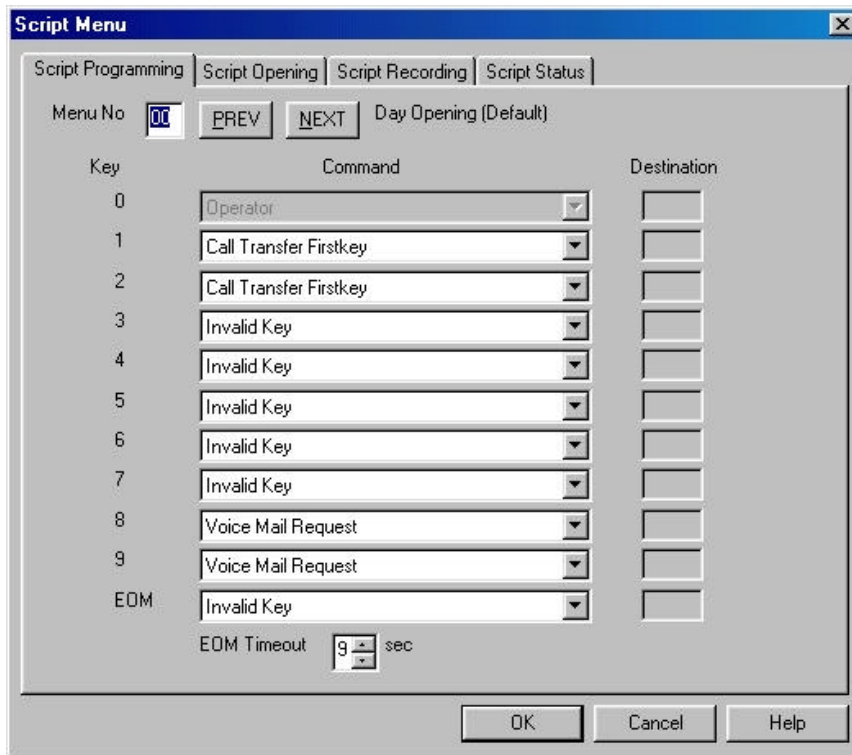 Script Menu
Script Programming Script Opening Script Recording Script Status
Menu No 00 PREV NEXT Day Opening (Default)
Key Command Destination
0 Operator
1 Call Transfer Firstkey
2 Call Transfer Firstkey
3 Invalid Key
4 Invalid Key
5 Invalid Key
6 Invalid Key
7 Invalid Key
8 Voice Mail Request
9 Voice Mail Request
EOM Invalid Key
EOM Timeout 9 sec
OK Cancel Help